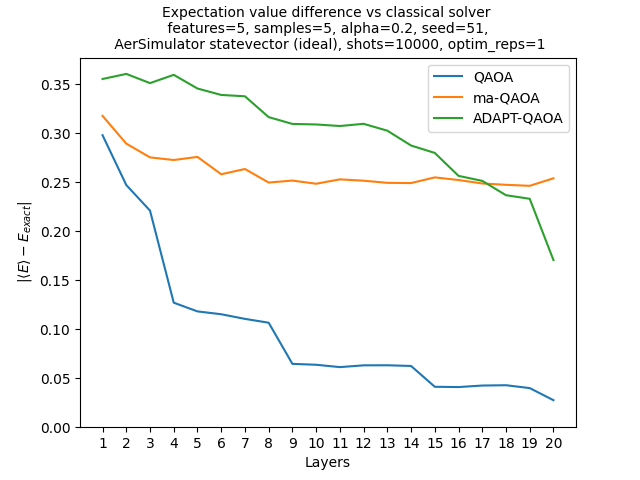 Expectation value difference vs classical solver
features=5, samples=5, alpha=0.2, seed=51,
AerSimulator statevector (ideal), shots=10000, optim_reps=1
QAOA
ma-QAOA
ADAPT-QAOA
0.35
0.30
0.25
0.20
0.15
0.10
0.05
0.00
|⟨E⟩ − E_exact|
1 2 3 4 5 6 7 8 9 10 11 12 13 14 15 16 17 18 19 20
Layers